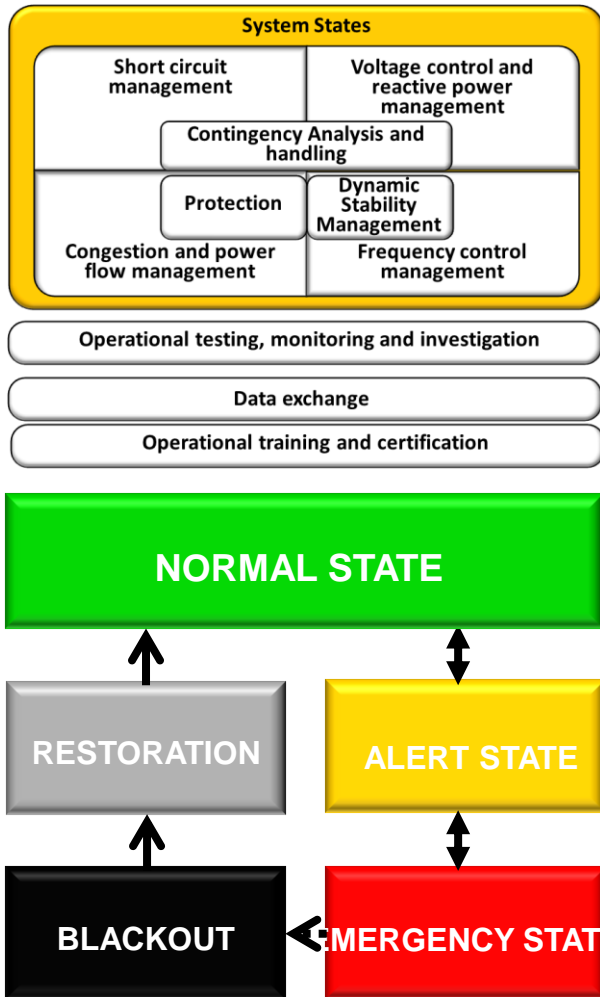 System States
Short circuit
management
Voltage control and
reactive power
management
Contingency Analysis and
handling
Protection
Dynamic
Stability
Management
Congestion and power
flow management
Frequency control
management
Operational testing, monitoring and investigation
Data exchange
Operational training and certification
NORMAL STATE
RESTORATION
ALERT STATE
BLACKOUT
EMERGENCY STAT